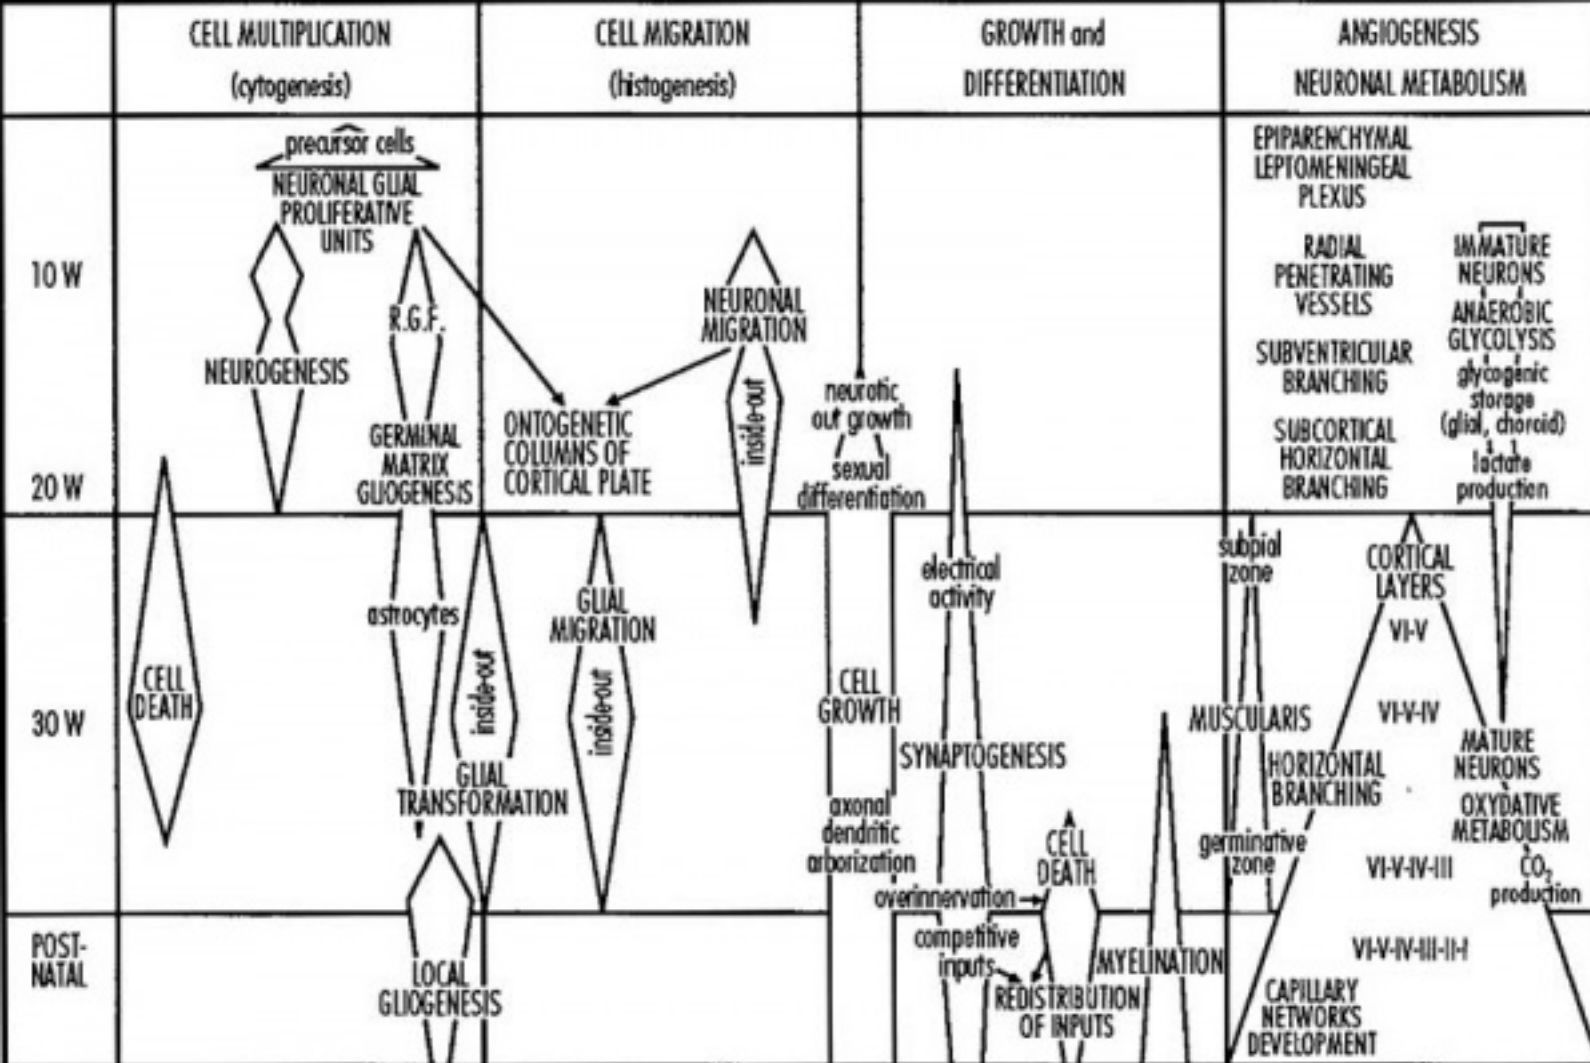 CELL MULTIPLICATION
(cytogenesis)
CELL MIGRATION
(histogenesis)
GROWTH and
DIFFERENTIATION
ANGIOGENESIS
NEURONAL METABOLISM
10 W
20 W
30 W
POST-
NATAL
precursor cells
NEURONAL GLIAL
PROLIFERATIVE
UNITS
NEUROGENESIS
R.G.F.
GERMINAL
MATRIX
GLIOGENESIS
astrocytes
CELL
DEATH
inside-out
GLIAL
TRANSFORMATION
LOCAL
GLIOGENESIS
NEURONAL
MIGRATION
inside-out
ONTOGENETIC
COLUMNS OF
CORTICAL PLATE
GLIAL
MIGRATION
inside-out
neurotic
out growth
sexual
differentiation
CELL
GROWTH
axonal
dendritic
arborization
electrical
activity
SYNAPTOGENESIS
overinnervation
competitive
inputs
CELL
DEATH
REDISTRIBUTION
OF INPUTS
MYELINATION
EPIPARENCHYMAL
LEPTOMENINGEAL
PLEXUS
RADIAL
PENETRATING
VESSELS
SUBVENTRICULAR
BRANCHING
SUBCORTICAL
HORIZONTAL
BRANCHING
IMMATURE
NEURONS
ANAEROBIC
GLYCOLYSIS
glycogenic
storage
(glial, choroid)
lactate
production
subpial
zone
MUSCULARIS
HORIZONTAL
BRANCHING
germinative
zone
CORTICAL
LAYERS
VI-V
VI-V-IV
VI-V-IV-III
VI-V-IV-III-II-I
MATURE
NEURONS
OXYDATIVE
METABOLISM
CO₂
production
CAPILLARY
NETWORKS
DEVELOPMENT